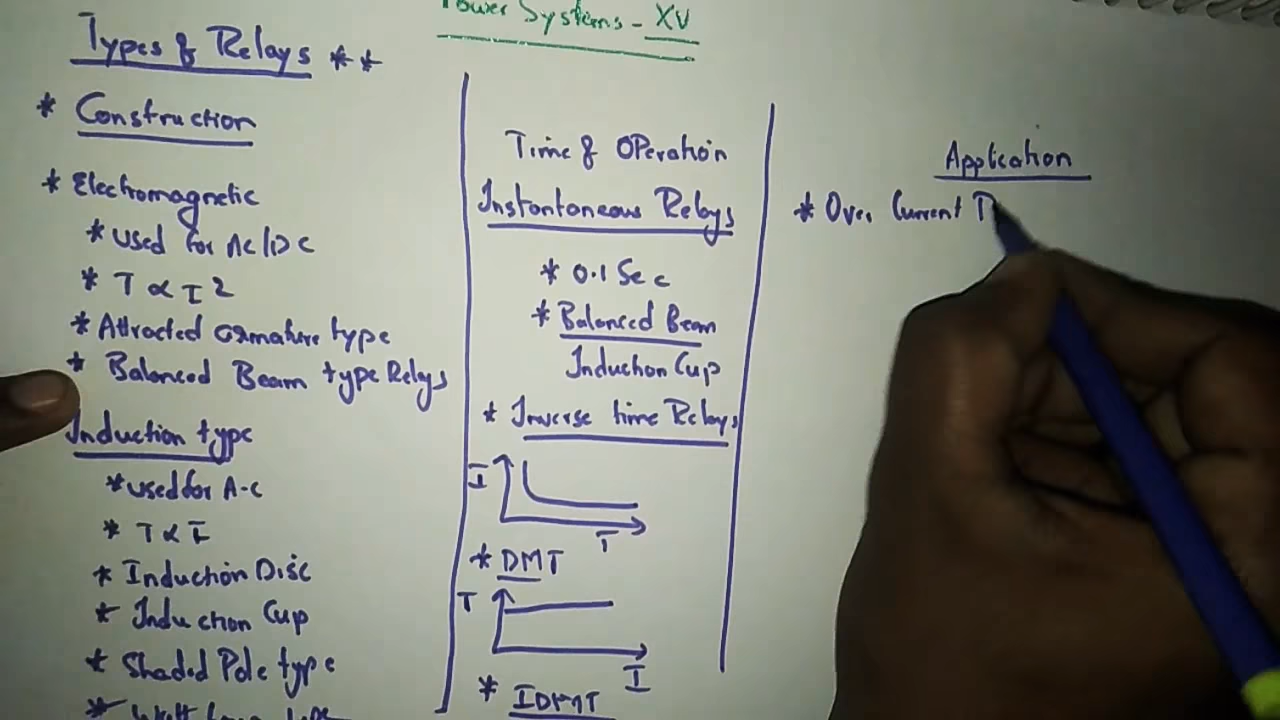 Power Systems - XV
Types of Relays **
* Construction
* Electromagnetic
* Used for AC/DC
* T ∝ I 2
* Attracted armature type
* Balanced Beam type Relys
Induction type
* Used for A-C
* T ∝ I
* Induction Disc
* Induction Cup
* Shaded Pole type
Time of Operation
Instantaneous Relays
* 0.1 Sec
* Balanced Beam
Induction Cup
* Inverse time Relays
I
T
* DMT
T
I
* IDMT
Application
* Over Current